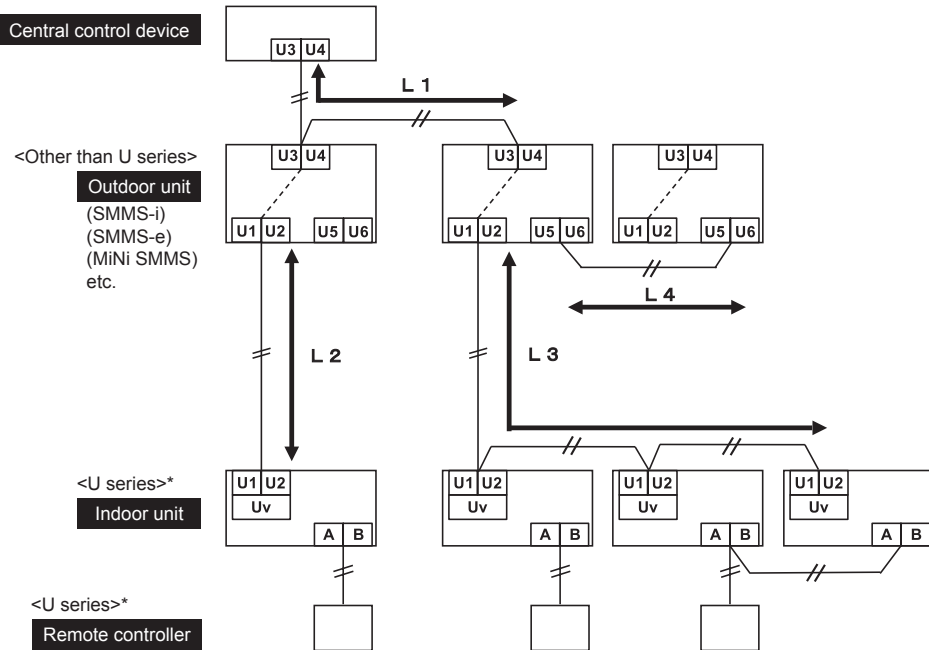 Central control device
U3 U4
L 1
<Other than U series>
Outdoor unit
(SMMS-i)
(SMMS-e)
(MiNi SMMS)
etc.
U3 U4
U3 U4
U3 U4
U1 U2
U5 U6
U1 U2
U5 U6
U1 U2
U5 U6
L 4
L 2
L 3
<U series>*
Indoor unit
U1 U2
Uv
A B
U1 U2
Uv
A B
U1 U2
Uv
A B
U1 U2
Uv
A B
<U series>*
Remote controller